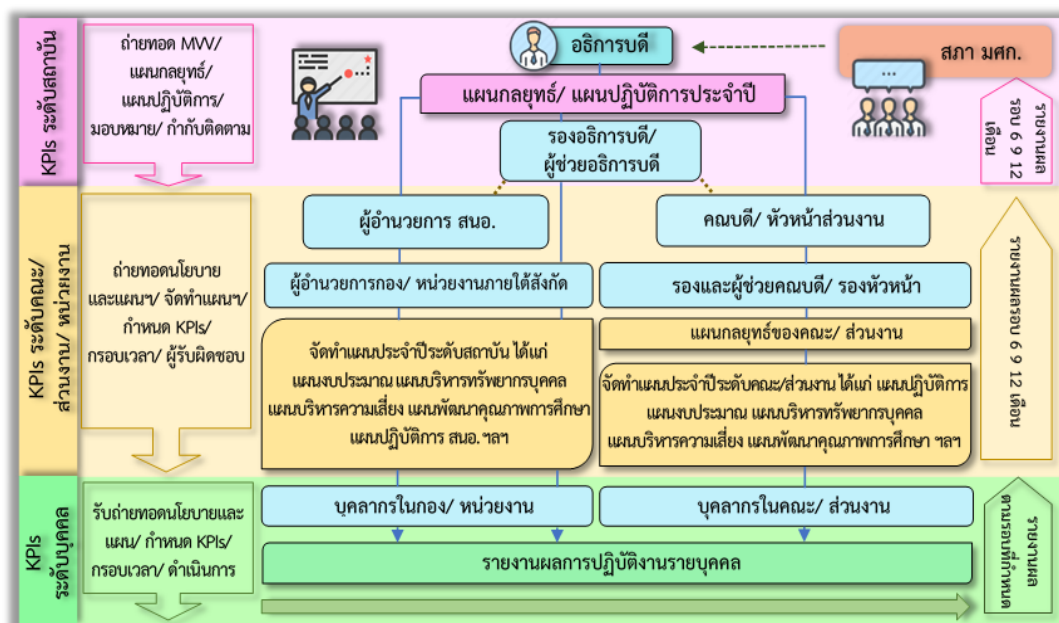 KPIs ระดับสถาบัน
ถ่ายทอด MVV/
แผนกลยุทธ์/
แผนปฏิบัติการ/
มอบหมาย/ กำกับติดตาม
อธิการบดี
สภา มศก.
แผนกลยุทธ์/ แผนปฏิบัติการประจำปี
รองอธิการบดี/
ผู้ช่วยอธิการบดี
รายงานผล
รอบ 6 9 12
เดือน
KPIs ระดับคณะ/
ส่วนงาน/ หน่วยงาน
ถ่ายทอดนโยบาย
และแผนฯ/ จัดทำแผนฯ/
กำหนด KPIs/
กรอบเวลา/ ผู้รับผิดชอบ
ผู้อำนวยการ สนอ.
คณบดี/ หัวหน้าส่วนงาน
ผู้อำนวยการกอง/ หน่วยงานภายใต้สังกัด
รองและผู้ช่วยคณบดี/ รองหัวหน้า
จัดทำแผนประจำปีระดับสถาบัน ได้แก่
แผนงบประมาณ แผนบริหารทรัพยากรบุคคล
แผนบริหารความเสี่ยง แผนพัฒนาคุณภาพการศึกษา
แผนปฏิบัติการ สนอ. ฯลฯ
แผนกลยุทธ์ของคณะ/ ส่วนงาน
จัดทำแผนประจำปีระดับคณะ/ส่วนงาน ได้แก่ แผนปฏิบัติการ
แผนงบประมาณ แผนบริหารทรัพยากรบุคคล
แผนบริหารความเสี่ยง แผนพัฒนาคุณภาพการศึกษา ฯลฯ
รายงานผลรอบ 6 9 12 เดือน
KPIs
ระดับบุคคล
รับถ่ายทอดนโยบายและ
แผน/ กำหนด KPIs/
กรอบเวลา/ ดำเนินการ
บุคลากรในกอง/ หน่วยงาน
บุคลากรในคณะ/ ส่วนงาน
รายงานผลการปฏิบัติงานรายบุคคล
รายงานผล
ตามรอบที่กำหนด